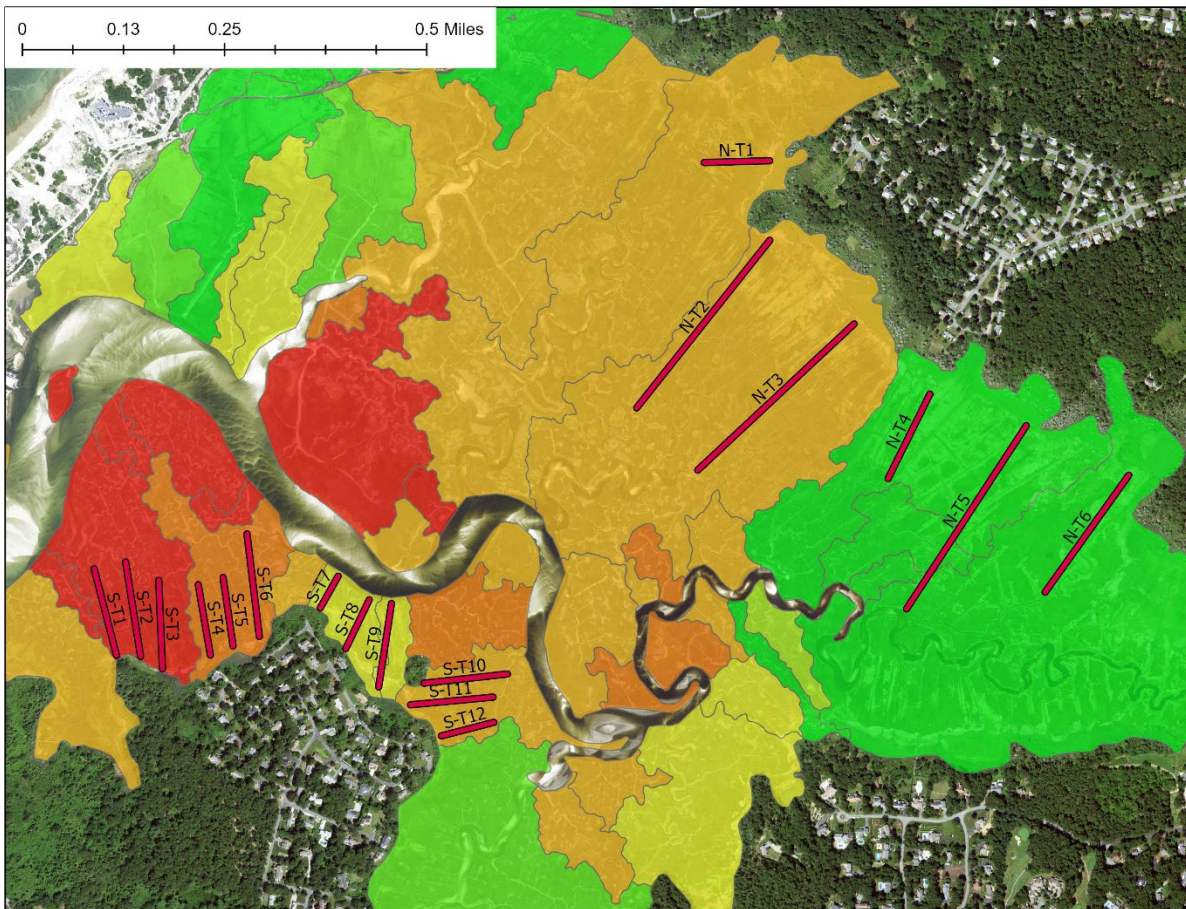 0 0.13 0.25 0.5 Miles
N-T1
N-T2
N-T3
N-T4
N-T5
N-T6
S-T1
S-T2
S-T3
S-T4
S-T5
S-T6
S-T7
S-T8
S-T9
S-T10
S-T11
S-T12